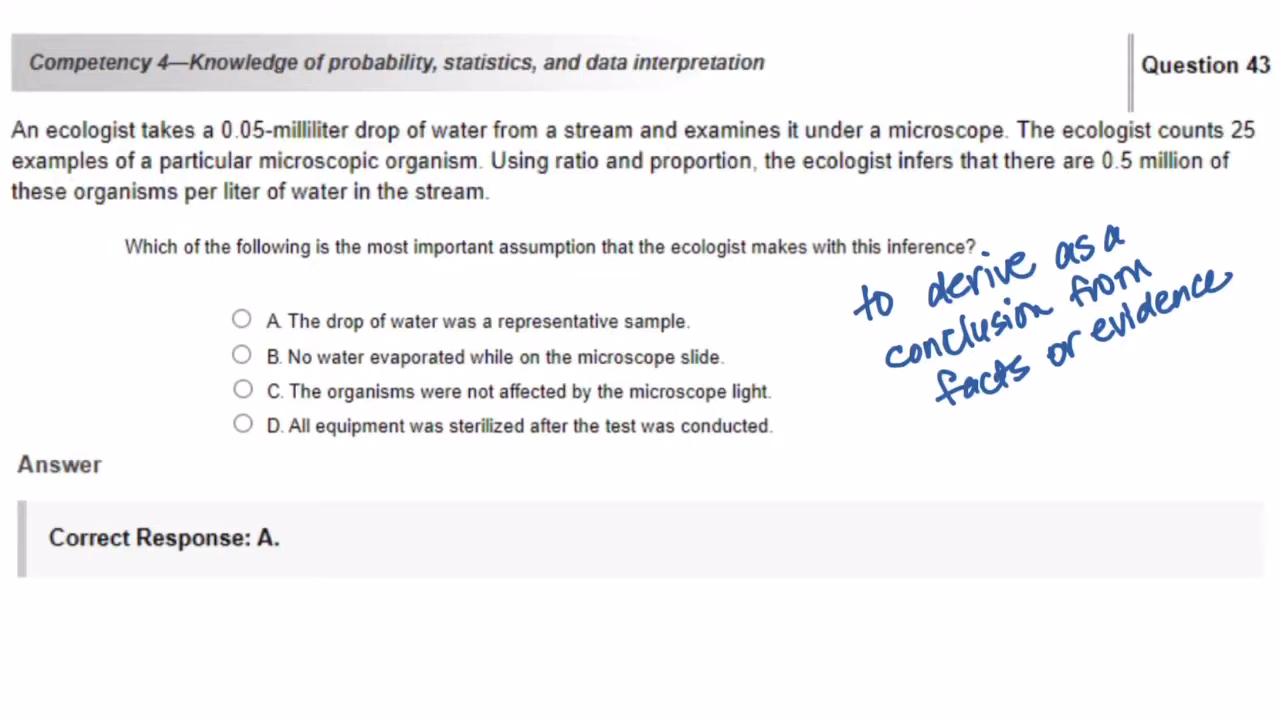 Competency 4—Knowledge of probability, statistics, and data interpretation
Question 43
An ecologist takes a 0.05-milliliter drop of water from a stream and examines it under a microscope. The ecologist counts 25
examples of a particular microscopic organism. Using ratio and proportion, the ecologist infers that there are 0.5 million of
these organisms per liter of water in the stream.
Which of the following is the most important assumption that the ecologist makes with this inference?
to derive as a
conclusion from
facts or evidence
A. The drop of water was a representative sample.
B. No water evaporated while on the microscope slide.
C. The organisms were not affected by the microscope light.
D. All equipment was sterilized after the test was conducted.
Answer
Correct Response: A.